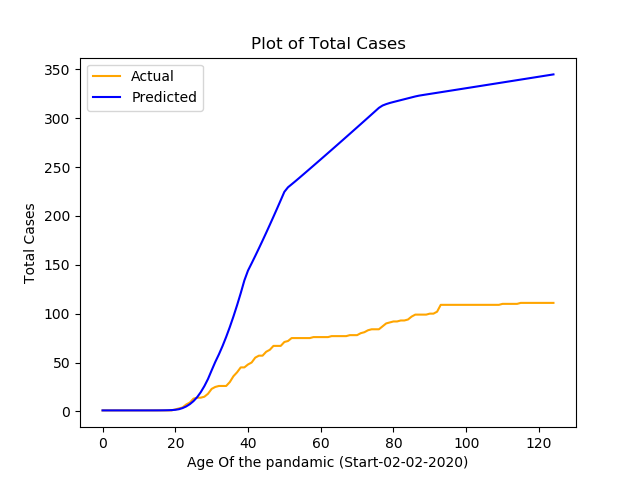 Plot of Total Cases
Actual
Predicted
350
300
250
200
150
100
50
0
Total Cases
0 20 40 60 80 100 120
Age Of the pandamic (Start-02-02-2020)